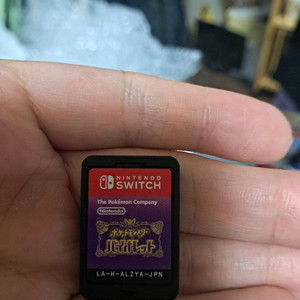 NINTENDO
SWITCH
The Pokémon Company
Nintendo
ポケットモンスター
バイオレット
LA-H-ALZYA-JPN